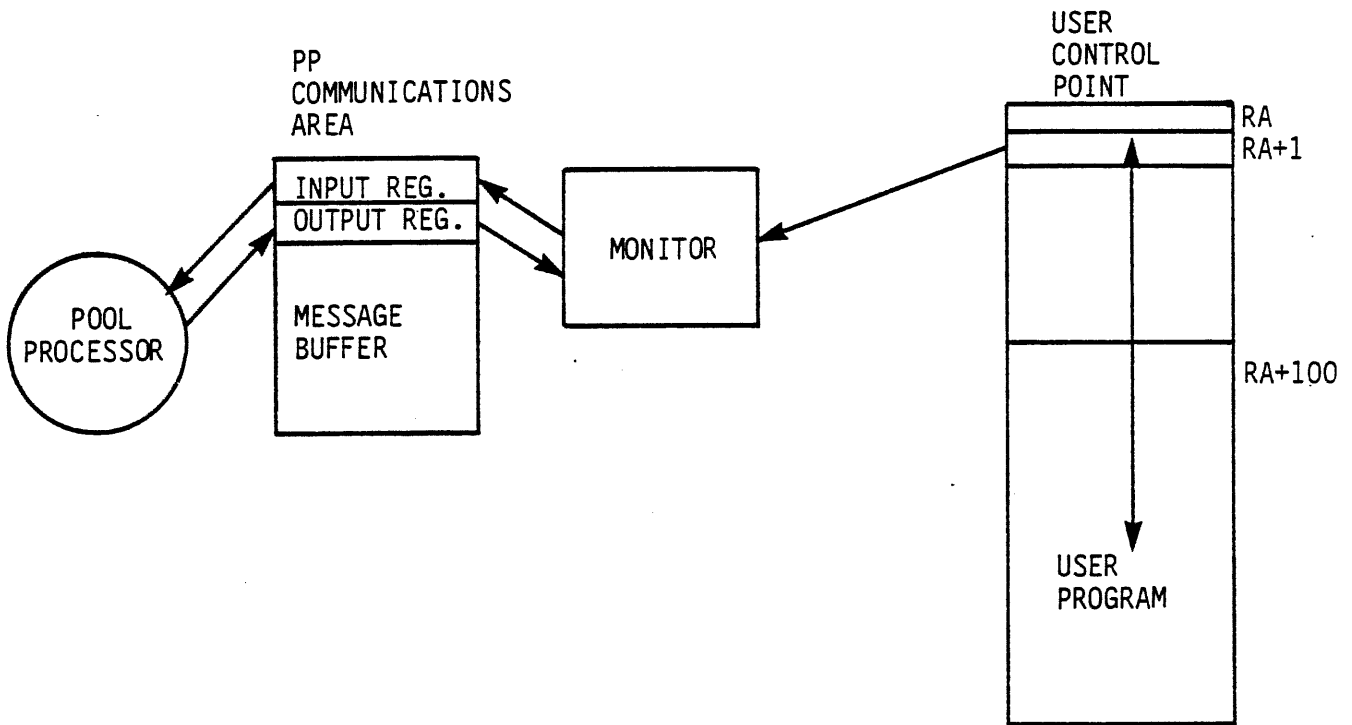 PP
COMMUNICATIONS
AREA
INPUT REG.
OUTPUT REG.
MESSAGE
BUFFER
POOL
PROCESSOR
MONITOR
USER
CONTROL
POINT
RA
RA+1
RA+100
USER
PROGRAM